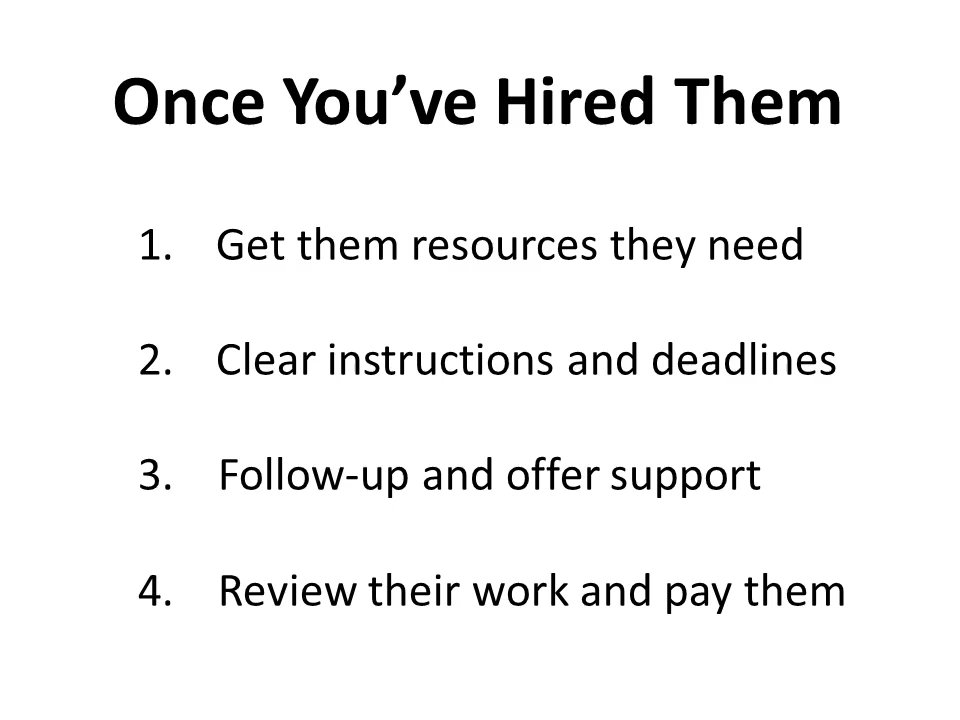 Once You’ve Hired Them
1. Get them resources they need
2. Clear instructions and deadlines
3. Follow-up and offer support
4. Review their work and pay them